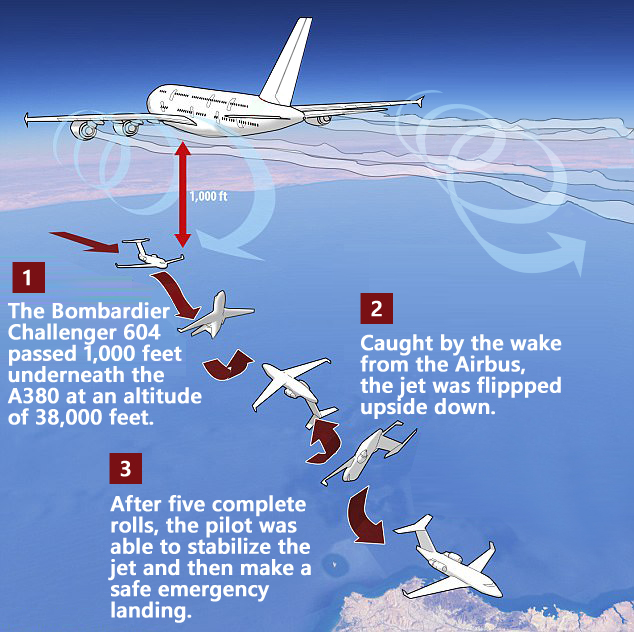 1,000 ft
1
The Bombardier
Challenger 604
passed 1,000 feet
underneath the
A380 at an altitude
of 38,000 feet.
2
Caught by the wake
from the Airbus,
the jet was flippped
upside down.
3
After five complete
rolls, the pilot was
able to stabilize the
jet and then make a
safe emergency
landing.